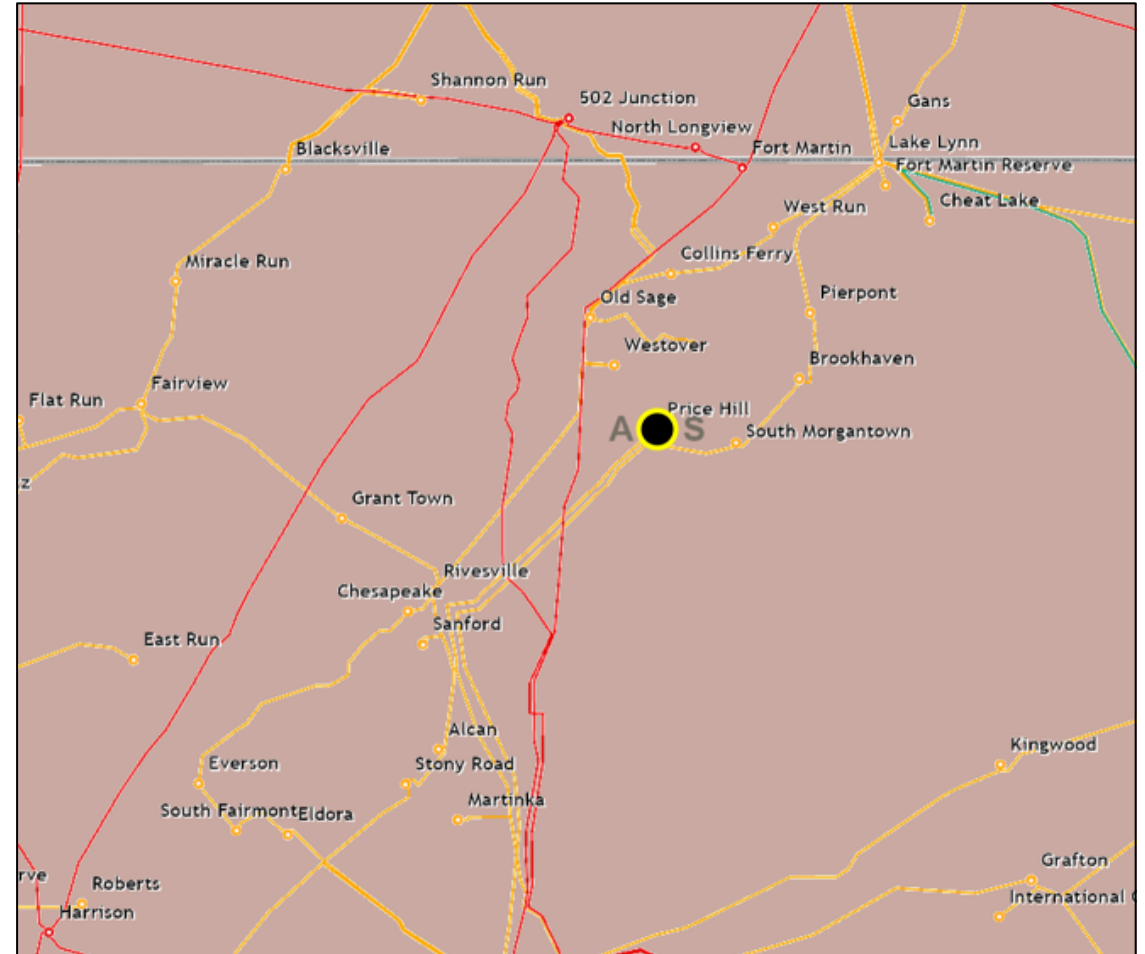 Shannon Run
502 Junction
Gans
North Longview
Blacksville
Fort Martin
Lake Lynn
Fort Martin Reserve
Cheat Lake
West Run
Collins Ferry
Miracle Run
Old Sage
Pierpont
Westover
Brookhaven
Fairview
Flat Run
Price Hill
A S
South Morgantown
z
Grant Town
Rivesville
Chesapeake
Sanford
East Run
Alcan
Kingwood
Everson
Stony Road
Martinka
South Fairmont
Eldora
Grafton
rve
Roberts
International
Harrison